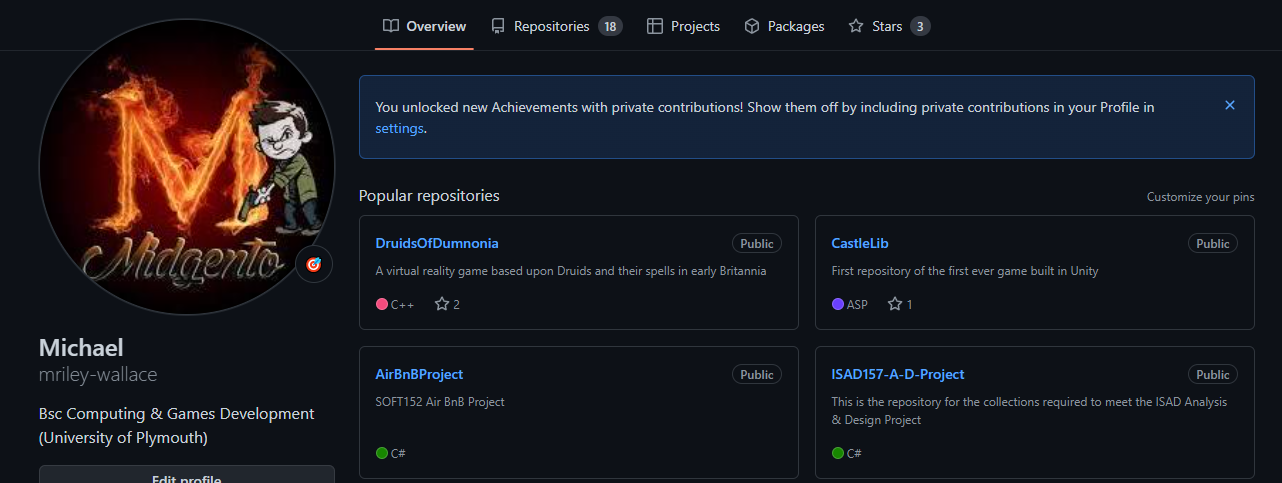 Overview
Repositories 18
Projects
Packages
Stars 3
You unlocked new Achievements with private contributions! Show them off by including private contributions in your Profile in
settings.
Popular repositories
Customize your pins
DruidsOfDumnonia
Public
A virtual reality game based upon Druids and their spells in early Britannia
C++
2
CastleLib
Public
First repository of the first ever game built in Unity
ASP
1
AirBnBProject
Public
SOFT152 Air BnB Project
C#
ISAD157-A-D-Project
Public
This is the repository for the collections required to meet the ISAD Analysis
& Design Project
C#
M
Midgento
Michael
mriley-wallace
Bsc Computing & Games Development
(University of Plymouth)
Edit profile